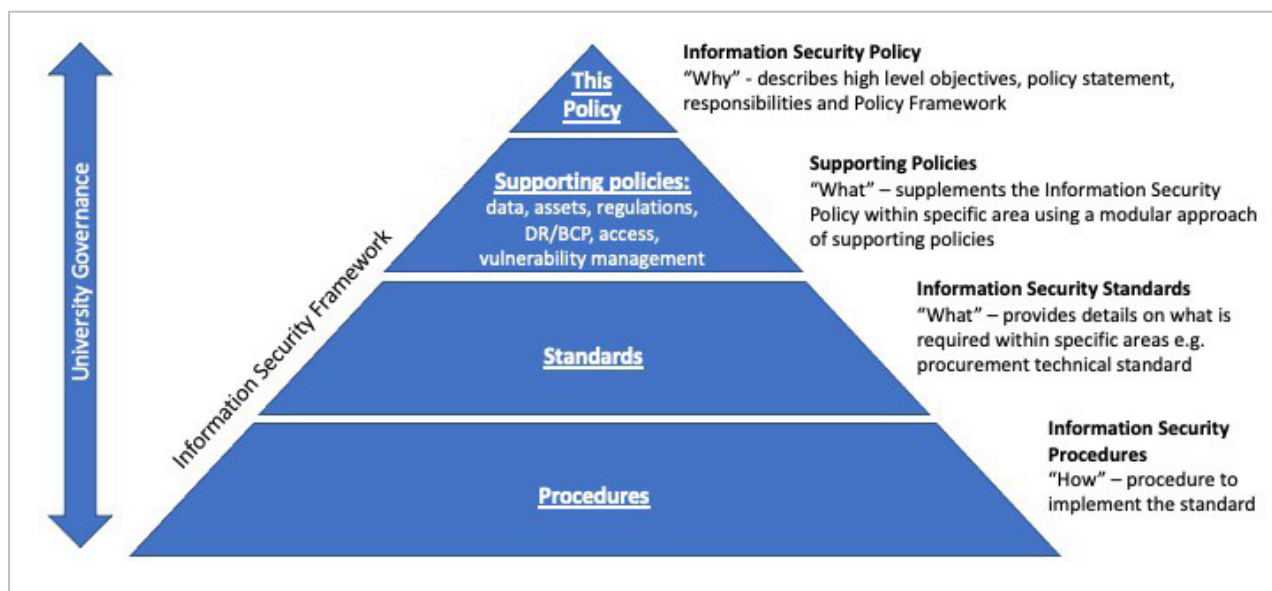 University Governance
Information Security Framework
This
Policy
Information Security Policy
“Why” - describes high level objectives, policy statement,
responsibilities and Policy Framework
Supporting policies:
data, assets, regulations,
DR/BCP, access,
vulnerability management
Supporting Policies
“What” – supplements the Information Security
Policy within specific area using a modular approach
of supporting policies
Standards
Information Security Standards
“What” – provides details on what is
required within specific areas e.g.
procurement technical standard
Procedures
Information Security
Procedures
“How” – procedure to
implement the standard